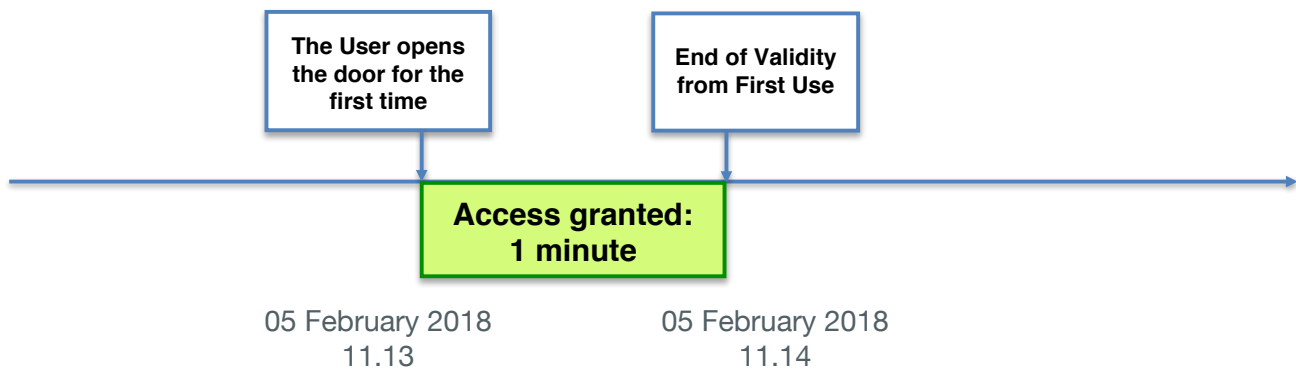 The User opens
the door for the
first time
End of Validity
from First Use
Access granted:
1 minute
05 February 2018
11.13
05 February 2018
11.14